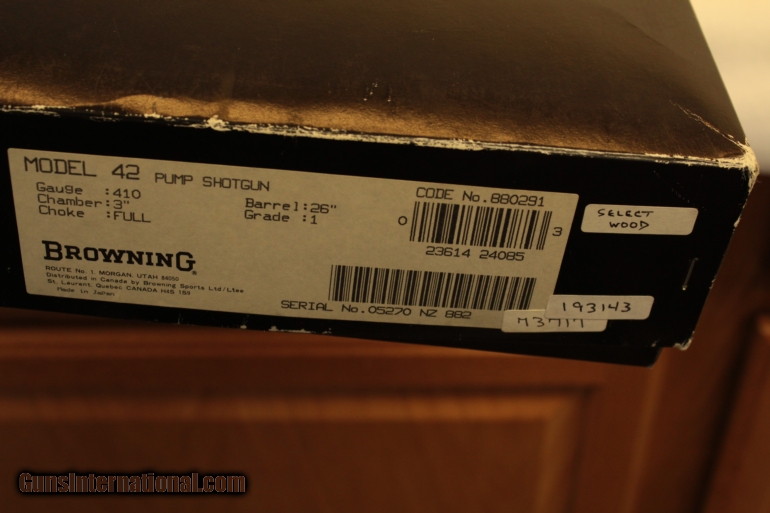 MODEL 42 PUMP SHOTGUN
Gauge :410
Chamber:3"
Choke :FULL
Barrel:26"
Grade :1
CODE No.880291
0 3
23614 24085
BROWNING
ROUTE No. 1, MORGAN, UTAH 84050
Distributed in Canada by Browning Sports Ltd/Ltee
St. Laurent, Quebec CANADA H4S 1S9
Made in Japan
SERIAL No.05270 NZ 882
SELECT
WOOD
193143
GunsInternational.com